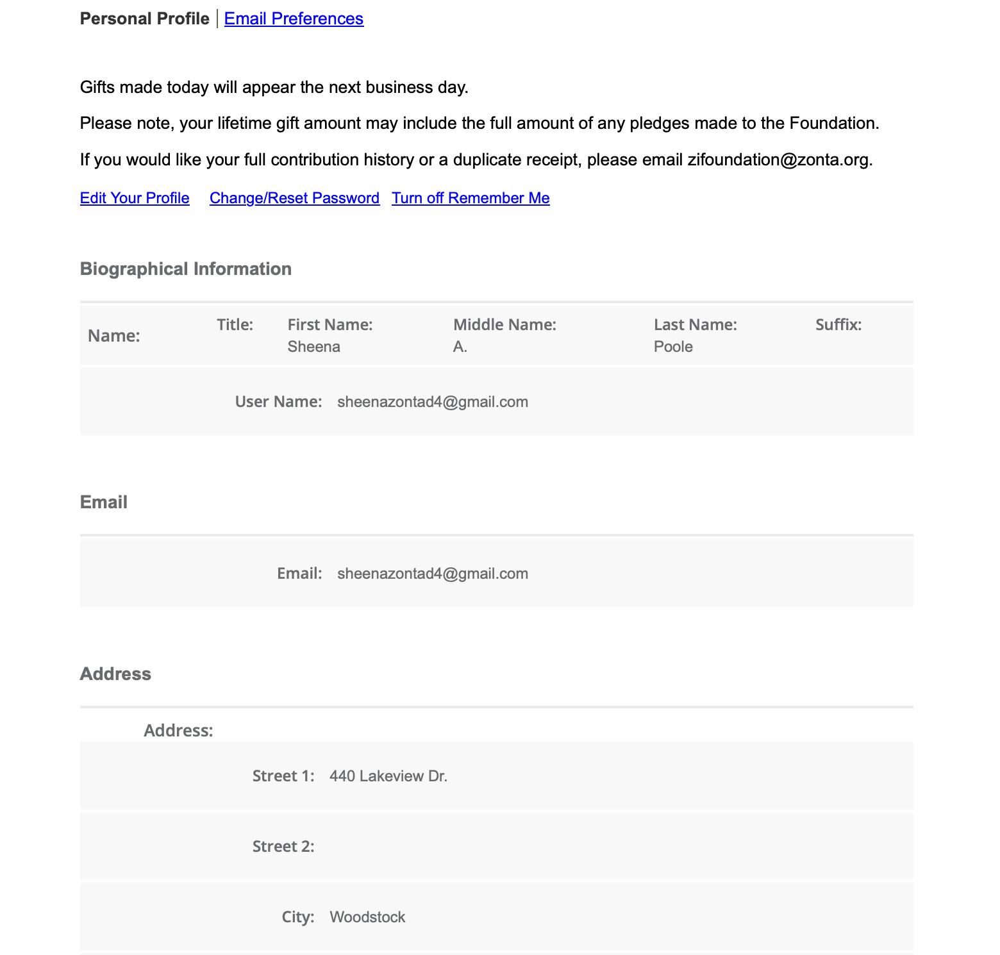 Personal Profile | Email Preferences
Gifts made today will appear the next business day.
Please note, your lifetime gift amount may include the full amount of any pledges made to the Foundation.
If you would like your full contribution history or a duplicate receipt, please email zifoundation@zonta.org.
Edit Your Profile Change/Reset Password Turn off Remember Me
Biographical Information
Name: Title: First Name: Middle Name: Last Name: Suffix:
Sheena A. Poole
User Name: sheenazontad4@gmail.com
Email
Email: sheenazontad4@gmail.com
Address
Address:
Street 1: 440 Lakeview Dr.
Street 2:
City: Woodstock